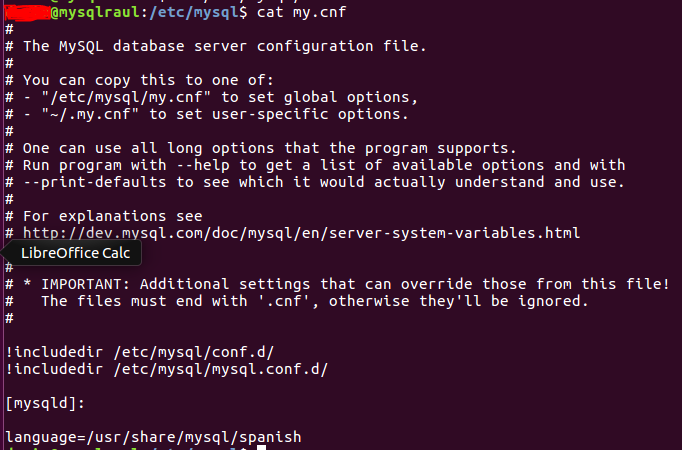 @mysqlraul:/etc/mysql$ cat my.cnf
#
# The MySQL database server configuration file.
#
# You can copy this to one of:
# - "/etc/mysql/my.cnf" to set global options,
# - "~/.my.cnf" to set user-specific options.
#
# One can use all long options that the program supports.
# Run program with --help to get a list of available options and with
# --print-defaults to see which it would actually understand and use.
#
# For explanations see
# http://dev.mysql.com/doc/mysql/en/server-system-variables.html
LibreOffice Calc
#
# * IMPORTANT: Additional settings that can override those from this file!
#   The files must end with '.cnf', otherwise they'll be ignored.
#
!includedir /etc/mysql/conf.d/
!includedir /etc/mysql/mysql.conf.d/
[mysqld]:
language=/usr/share/mysql/spanish